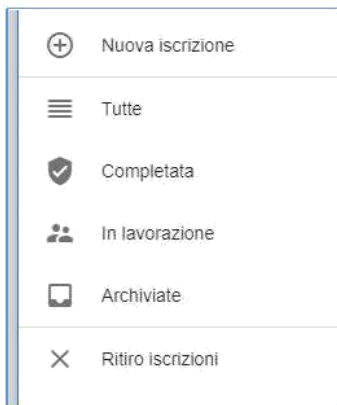 Nuova iscrizione
Tutte
Completata
In lavorazione
Archiviate
Ritiro iscrizioni